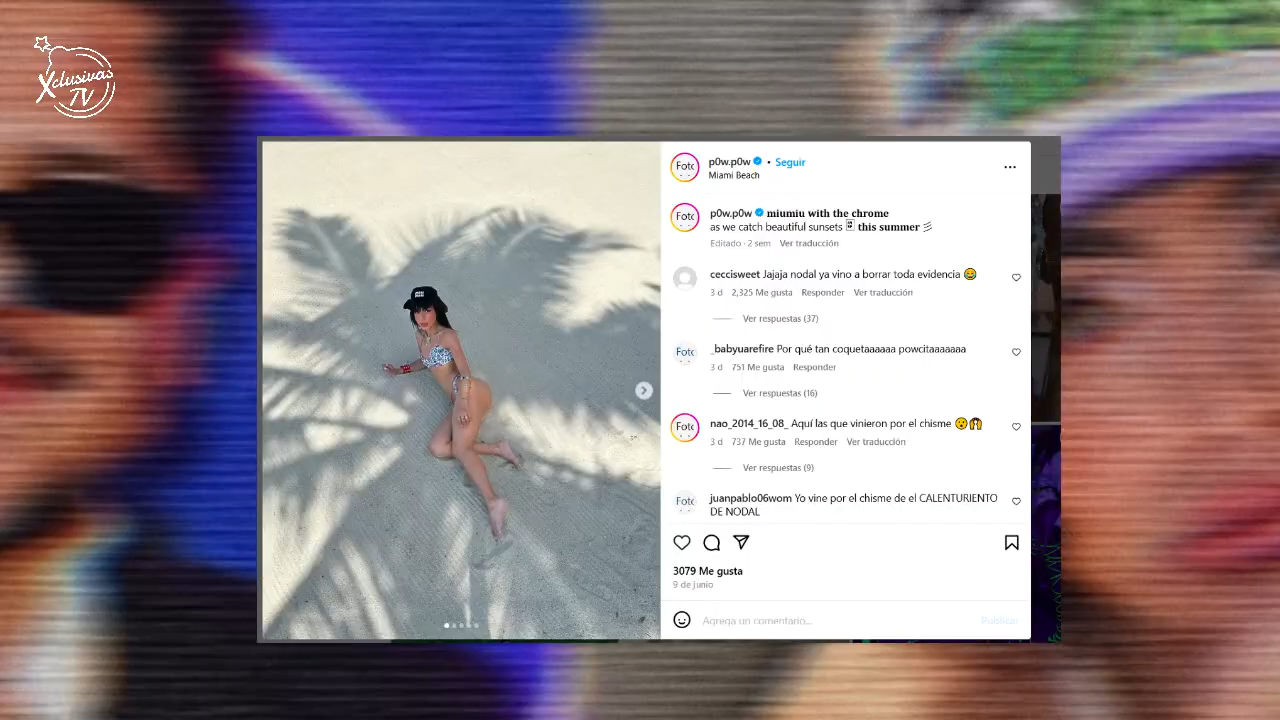 Xclusivas
TV
Foto
p0w.p0w • Seguir
Miami Beach
p0w.p0w miumiu with the chrome
as we catch beautiful sunsets this summer 彡
Editado · 2 sem Ver traducción
ceccisweet Jajaja nodal ya vino a borrar toda evidencia 😂
3 d 2,325 Me gusta Responder Ver traducción
Ver respuestas (37)
_babyuarefire Por qué tan coquetaaaaaa powcitaaaaaaa
3 d 751 Me gusta Responder
Ver respuestas (16)
nao_2014_16_08_ Aquí las que vinieron por el chisme
3 d 737 Me gusta Responder Ver traducción
Ver respuestas (9)
juanpablo06wom Yo vine por el chisme de el CALENTURIENTO
DE NODAL
3079 Me gusta
9 de junio
Agrega un comentario...
Publicar